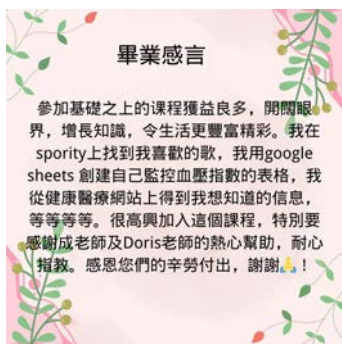 畢業感言
參加基礎之上的课程獲益良多，開闊眼
界，增長知識，令生活更豐富精彩。我在
spority上找到我喜歡的歌，我用google
sheets 創建自己監控血壓指數的表格，我
從健康醫療網站上得到我想知道的信息，
等等等等。很高興加入這個課程，特別要
感謝成老師及Doris老師的熱心幫助，耐心
指教。感恩您們的辛勞付出，謝謝🙏！